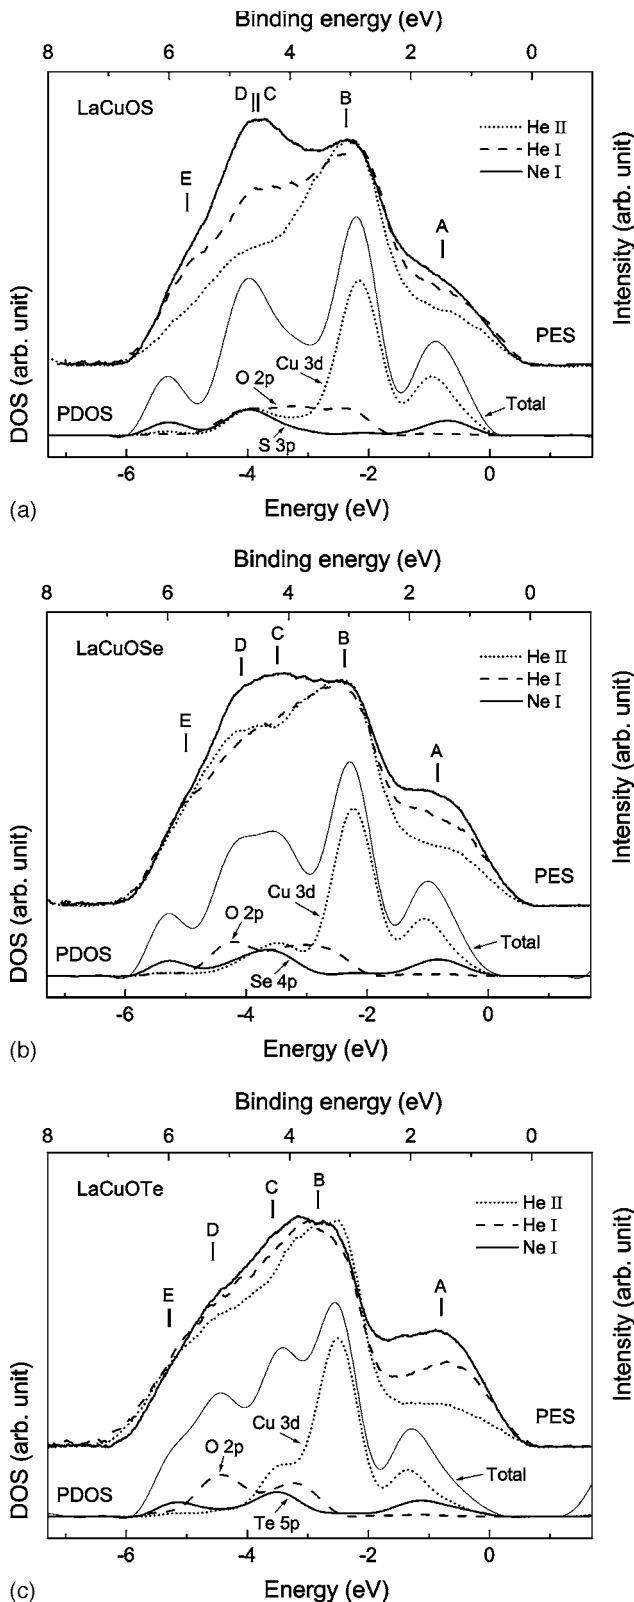 Binding energy (eV)
8 6 4 2 0
LaCuOS
D C B
E
A
He II
He I
Ne I
PES
Cu 3d
O 2p
PDOS
S 3p
Total
DOS (arb. unit)
Intensity (arb. unit)
-6 -4 -2 0
Energy (eV)
(a)
Binding energy (eV)
8 6 4 2 0
LaCuOSe
D C B
E
A
He II
He I
Ne I
PES
Cu 3d
O 2p
PDOS
Se 4p
Total
DOS (arb. unit)
Intensity (arb. unit)
-6 -4 -2 0
Energy (eV)
(b)
Binding energy (eV)
8 6 4 2 0
LaCuOTe
D C B
E
A
He II
He I
Ne I
PES
Cu 3d
O 2p
PDOS
Te 5p
Total
DOS (arb. unit)
Intensity (arb. unit)
-6 -4 -2 0
Energy (eV)
(c)